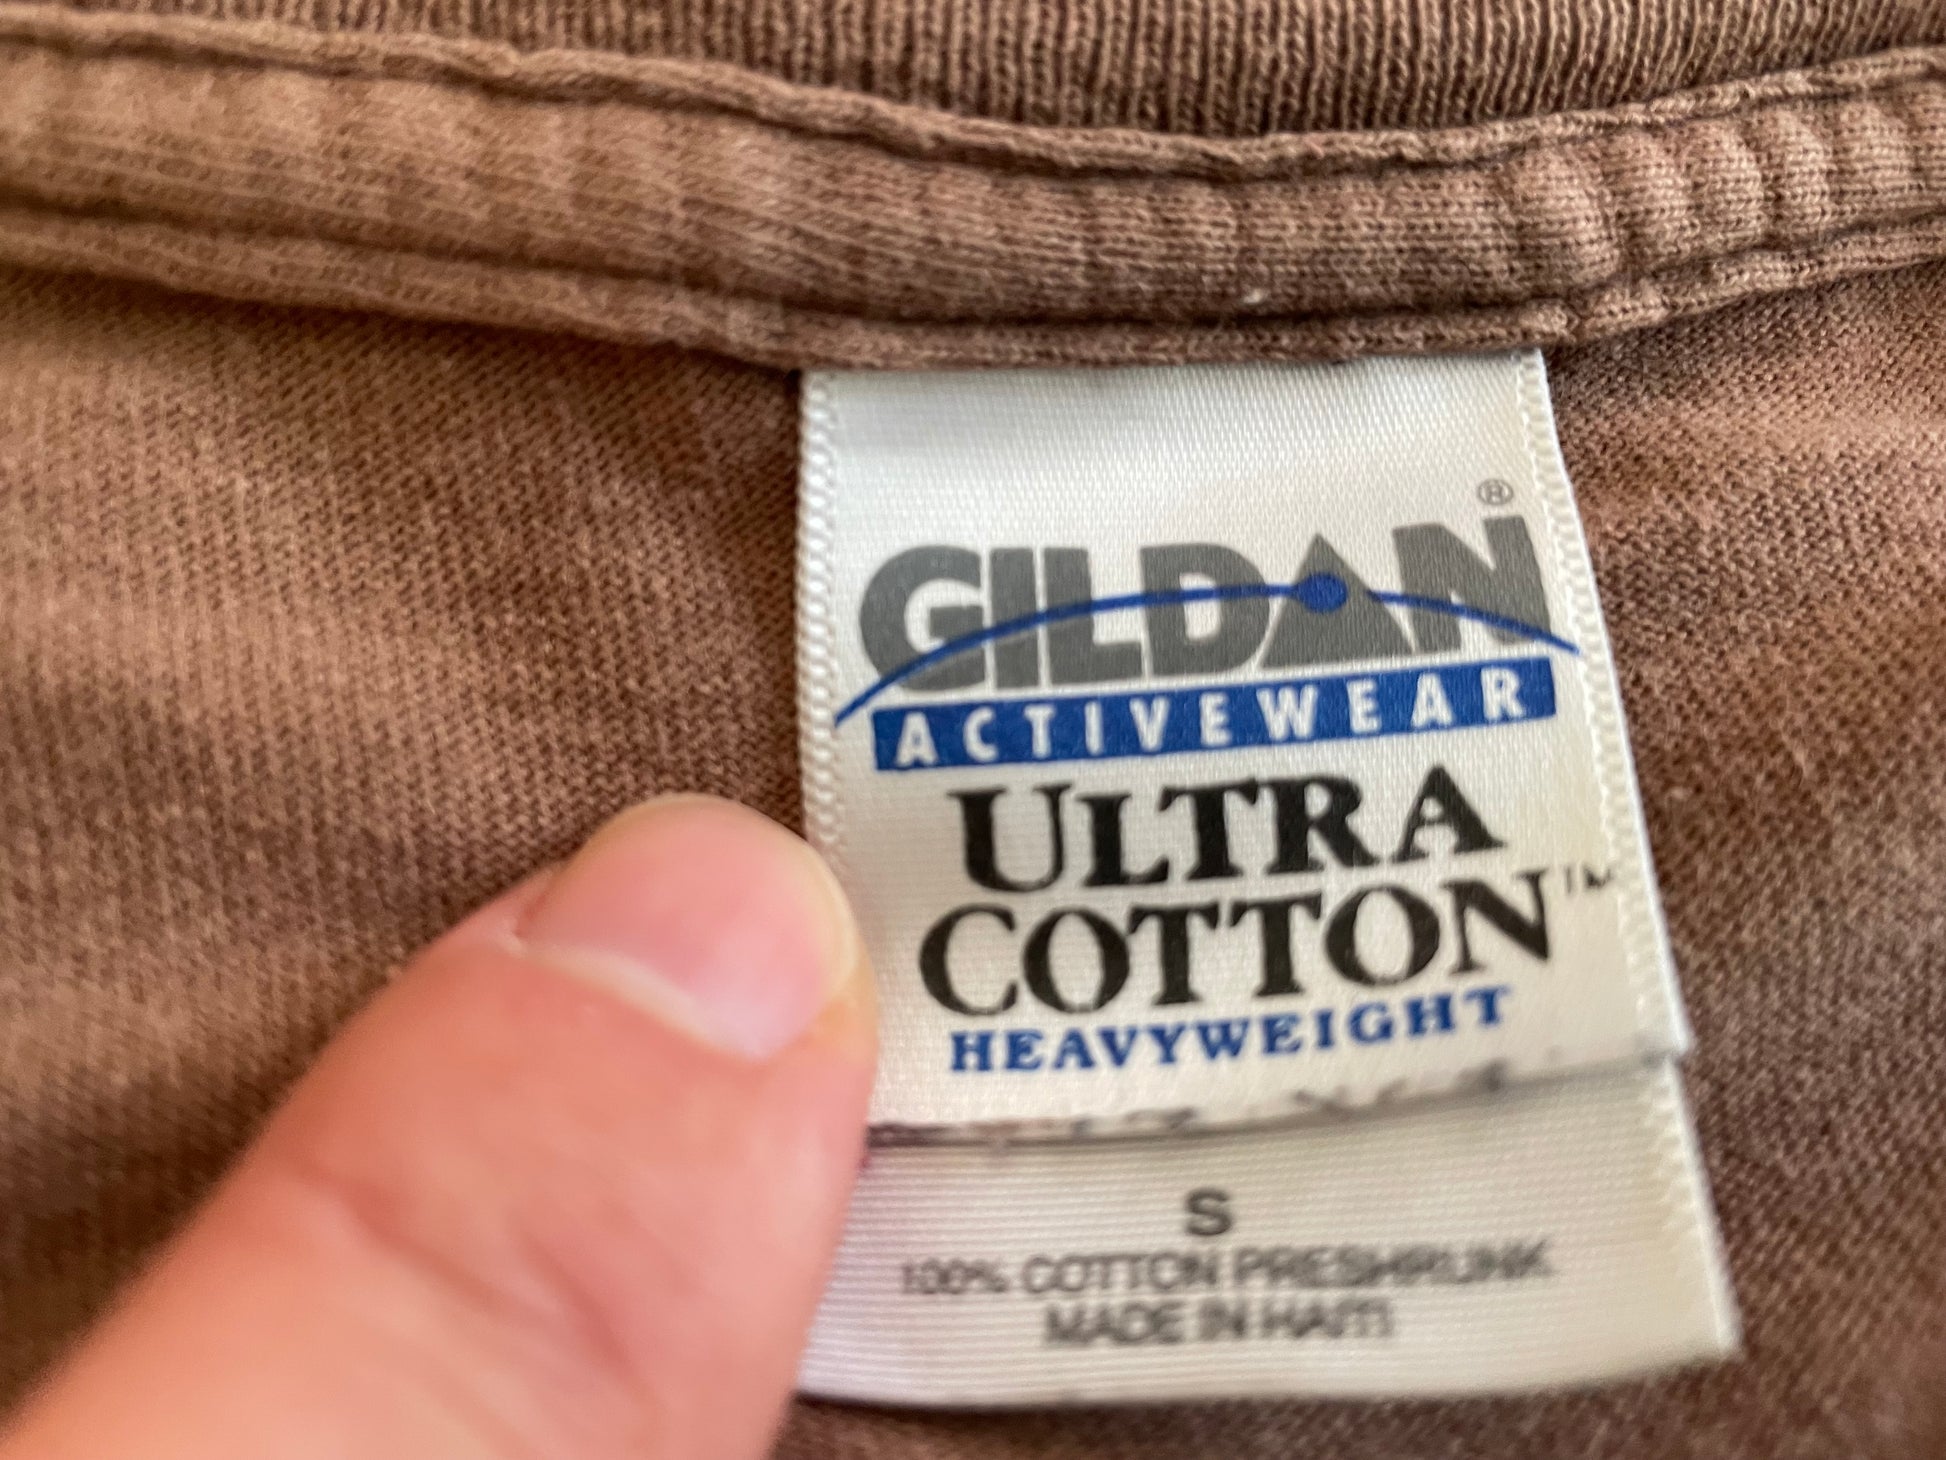 GILDAN®
ACTIVEWEAR
ULTRA
COTTON™
HEAVYWEIGHT
S
100% COTTON PRESHRUNK
MADE IN HAITI